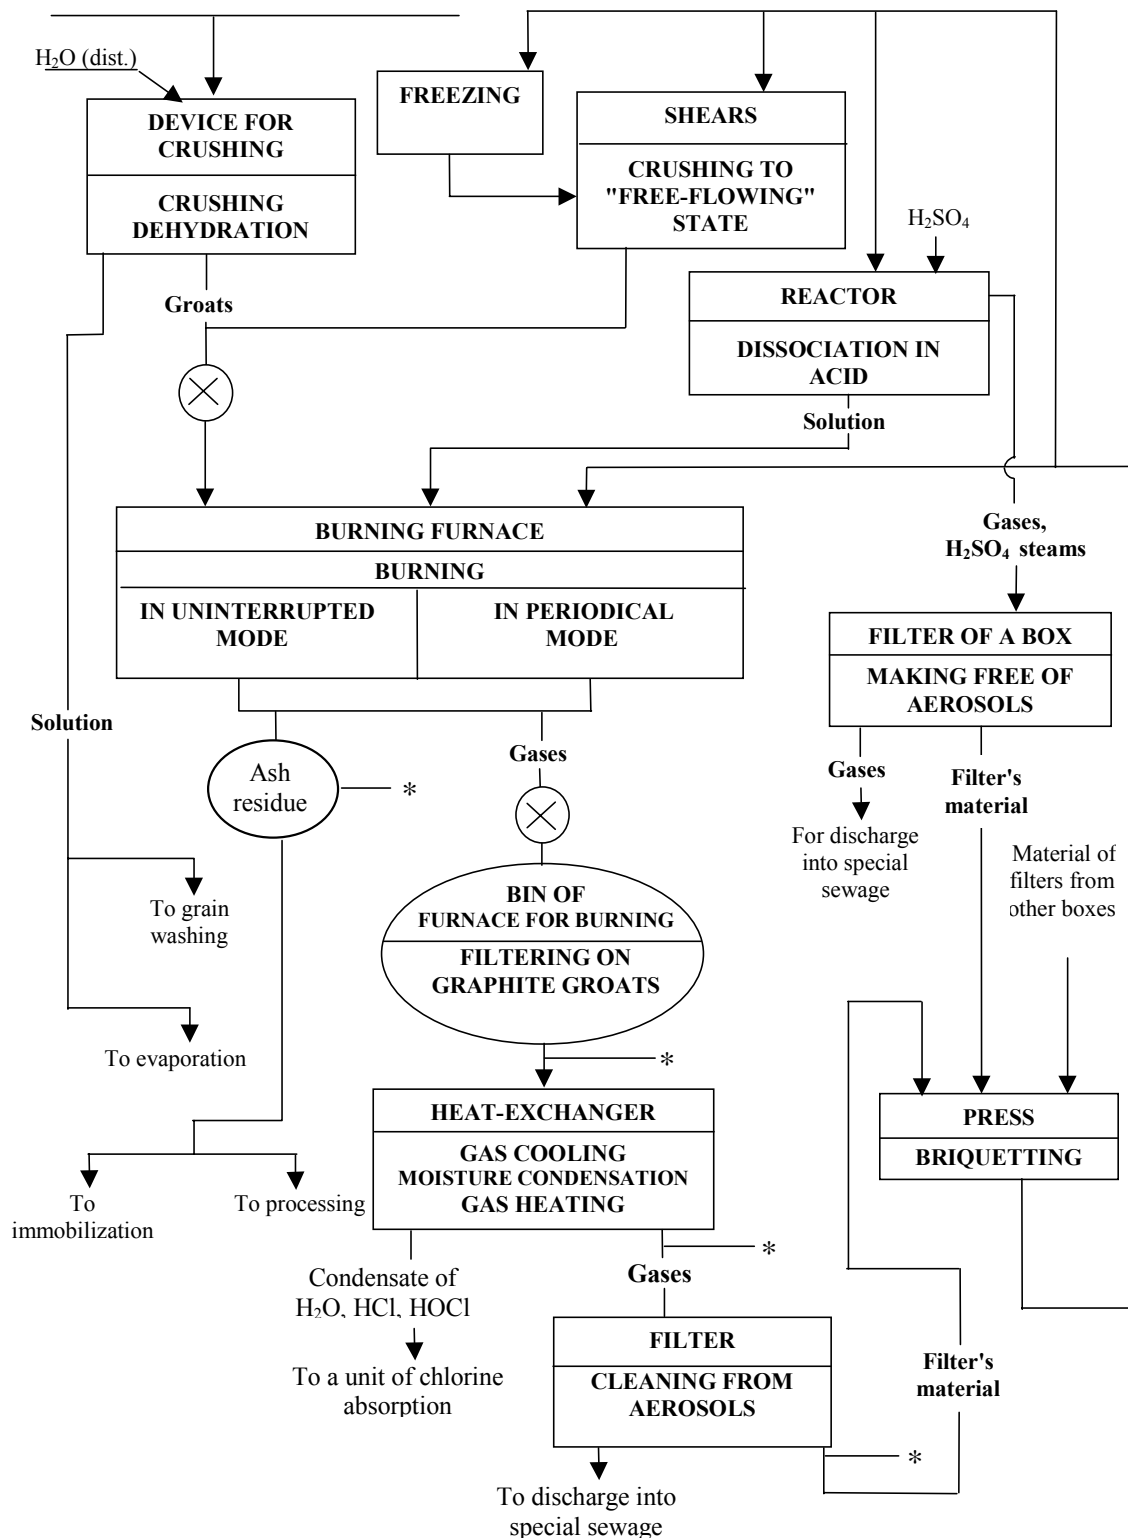 H₂O (dist.)
DEVICE FOR
CRUSHING
CRUSHING
DEHYDRATION
FREEZING
SHEARS
CRUSHING TO
"FREE-FLOWING"
STATE
H₂SO₄
REACTOR
DISSOCIATION IN
ACID
Groats
Solution
BURNING FURNACE
BURNING
IN UNINTERRUPTED
MODE
IN PERIODICAL
MODE
Gases,
H₂SO₄ steams
FILTER OF A BOX
MAKING FREE OF
AEROSOLS
Solution
Ash
residue
*
Gases
Gases
Filter's
material
For discharge
into special
sewage
Material of
filters from
other boxes
To grain
washing
BIN OF
FURNACE FOR BURNING
FILTERING ON
GRAPHITE GROATS
To evaporation
*
HEAT-EXCHANGER
GAS COOLING
MOISTURE CONDENSATION
GAS HEATING
PRESS
BRIQUETTING
To
immobilization
To processing
*
Condensate of
H₂O, HCl, HOCl
Gases
To a unit of chlorine
absorption
FILTER
CLEANING FROM
AEROSOLS
Filter's
material
*
To discharge into
special sewage